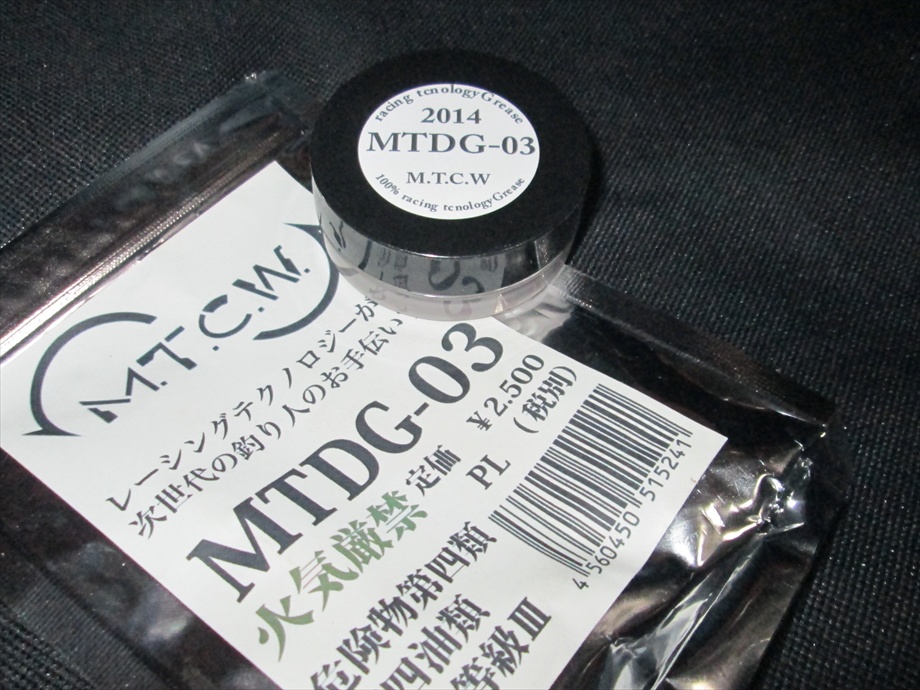 racing tcnologyGrease
2014
MTDG-03
M.T.C.W
100% racing tcnologyGrease
M.T.C.W.
レーシングテクノロジーが
次世代の釣り人のお手伝い
MTDG-03
定価 ¥2.500
PL (税別)
火気厳禁
危険物第四類
四油類
等級Ⅲ
4 560450 515241